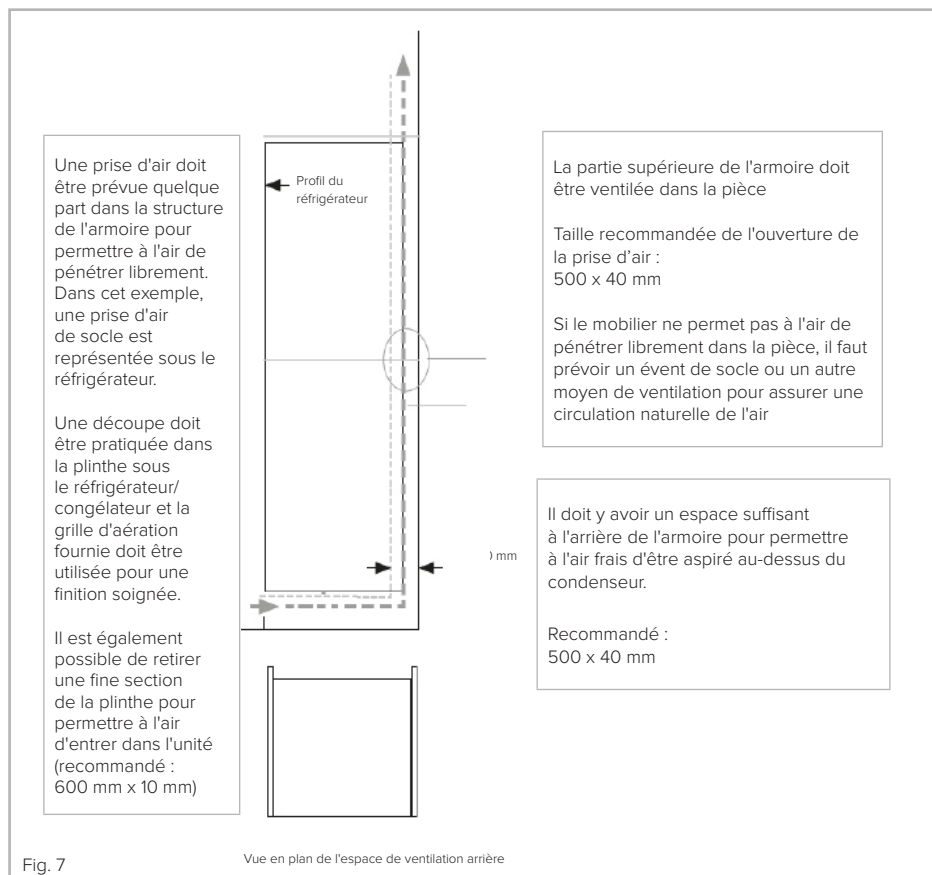 Une prise d'air doit
être prévue quelque
part dans la structure
de l'armoire pour
permettre à l'air de
pénétrer librement.
Dans cet exemple,
une prise d'air
de socle est
représentée sous le
réfrigérateur.
Une découpe doit
être pratiquée dans
la plinthe sous
le réfrigérateur/
congélateur et la
grille d'aération
fournie doit être
utilisée pour une
finition soignée.
Il est également
possible de retirer
une fine section
de la plinthe pour
permettre à l'air
d'entrer dans l'unité
(recommandé :
600 mm x 10 mm)
Profil du
réfrigérateur
La partie supérieure de l'armoire doit
être ventilée dans la pièce
Taille recommandée de l'ouverture de
la prise d’air :
500 x 40 mm
Si le mobilier ne permet pas à l'air de
pénétrer librement dans la pièce, il faut
prévoir un évent de socle ou un autre
moyen de ventilation pour assurer une
circulation naturelle de l'air
mm
Il doit y avoir un espace suffisant
à l'arrière de l'armoire pour permettre
à l'air frais d'être aspiré au-dessus du
condenseur.
Recommandé :
500 x 40 mm
Fig. 7
Vue en plan de l'espace de ventilation arrière